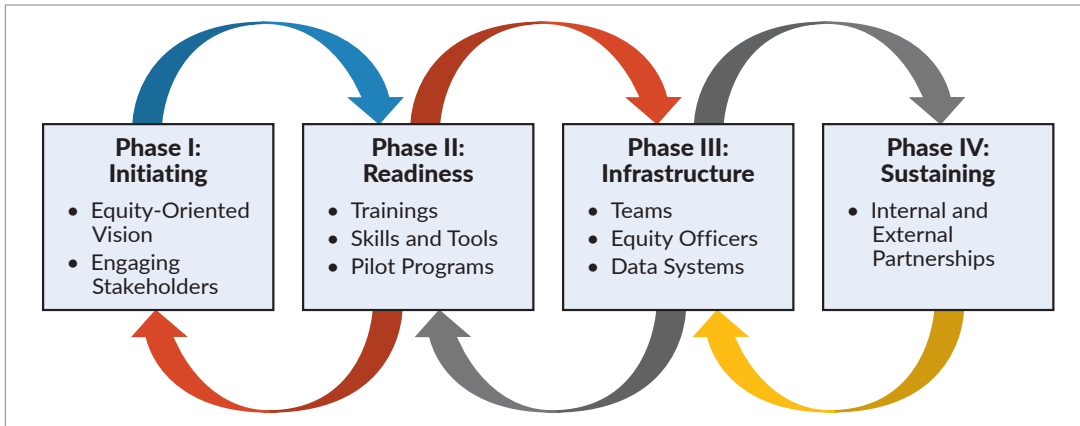 Phase I:
Initiating
• Equity-Oriented
Vision
• Engaging
Stakeholders
Phase II:
Readiness
• Trainings
• Skills and Tools
• Pilot Programs
Phase III:
Infrastructure
• Teams
• Equity Officers
• Data Systems
Phase IV:
Sustaining
• Internal and
External
Partnerships